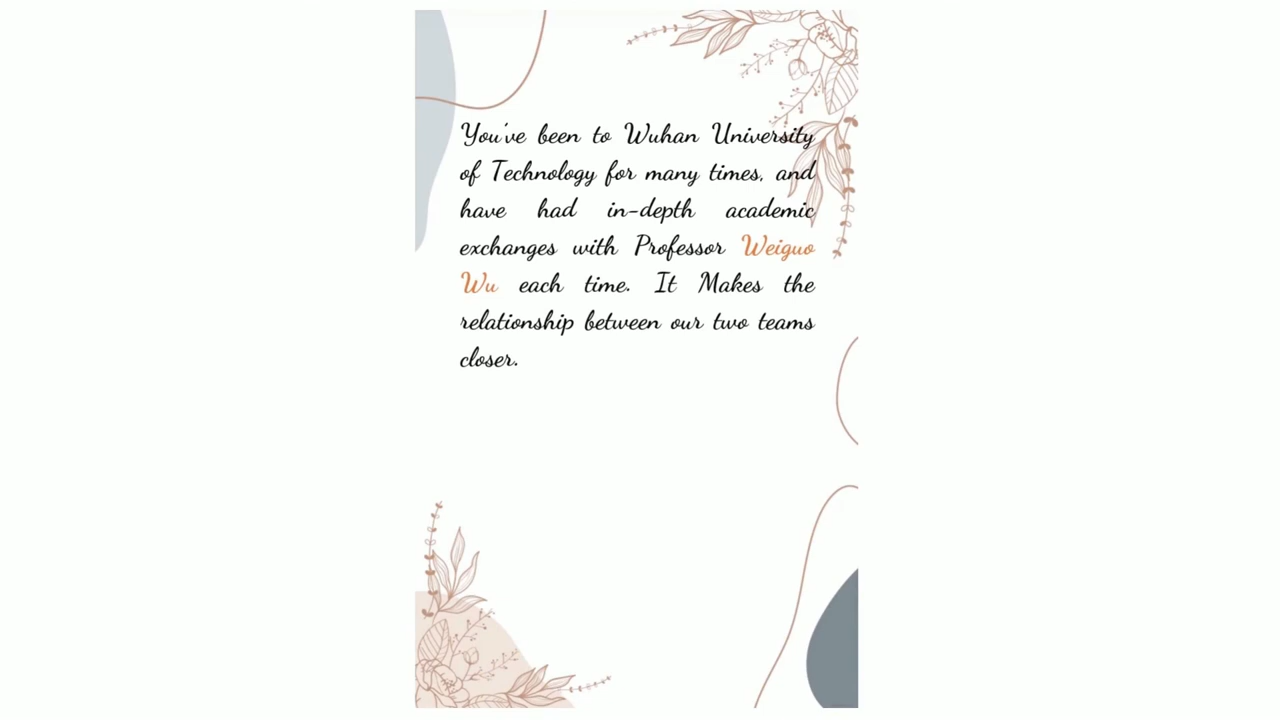 You've been to Wuhan University
of Technology for many times, and
have had in-depth academic
exchanges with Professor Weiguo
Wu each time. It Makes the
relationship between our two teams
closer.